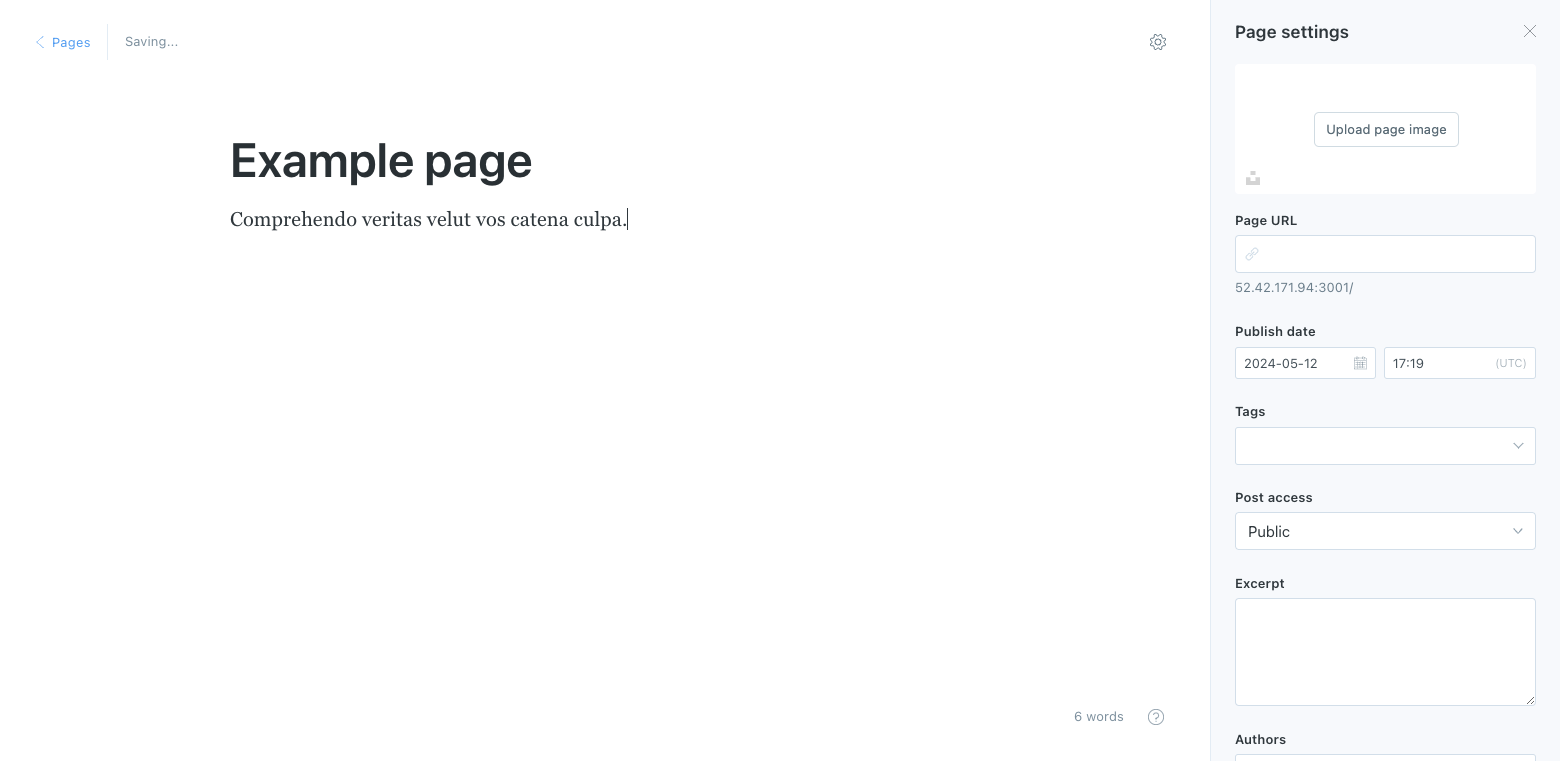 Pages
Saving...
Example page
Comprehendo veritas velut vos catena culpa.
6 words
?
Page settings
Upload page image
Page URL
52.42.171.94:3001/
Publish date
2024-05-12
17:19 (UTC)
Tags
Post access
Public
Excerpt
Authors